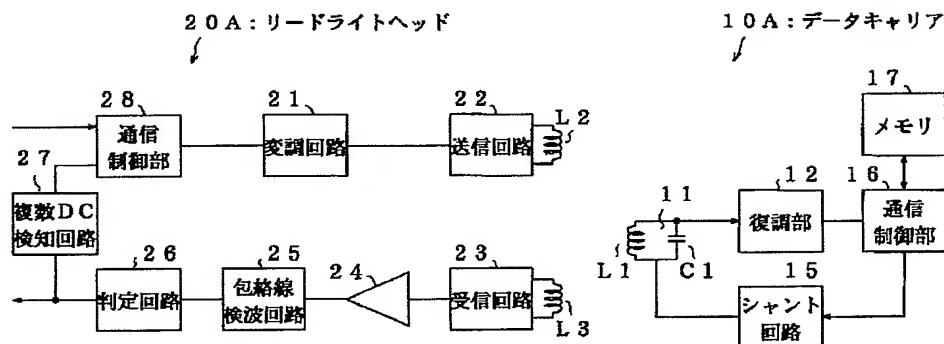 20A:リードライトヘッド
10A:データキャリア
28
通信
制御部
21
変調回路
22
送信回路
L2
17
メモリ
27
複数DC
検知回路
26
判定回路
25
包絡線
検波回路
24
23
受信回路
L3
11
L1
C1
12
復調部
16
通信
制御部
15
シャント
回路